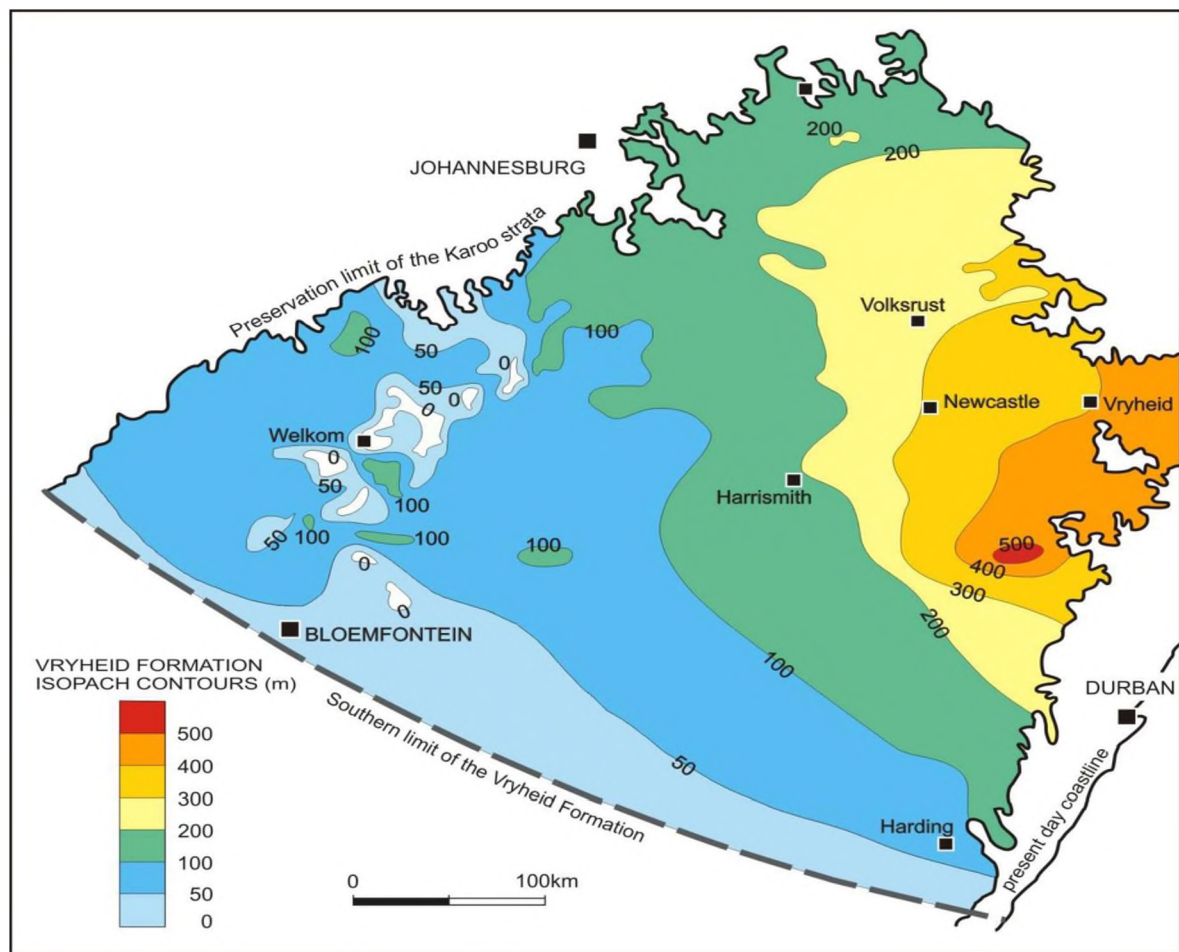 200
200
JOHANNESBURG
Preservation limit of the Karoo strata
Volksrust
100
100
50
0
50
0
0
Newcastle
Vryheid
Welkom
0
50
100
Harrismith
50
100
100
100
500
400
0
0
300
200
BLOEMFONTEIN
100
VRYHEID FORMATION
ISOPACH CONTOURS (m)
DURBAN
500
400
300
200
100
50
0
Southern limit of the Vryheid Formation
50
Harding
present day coastline
0 100km